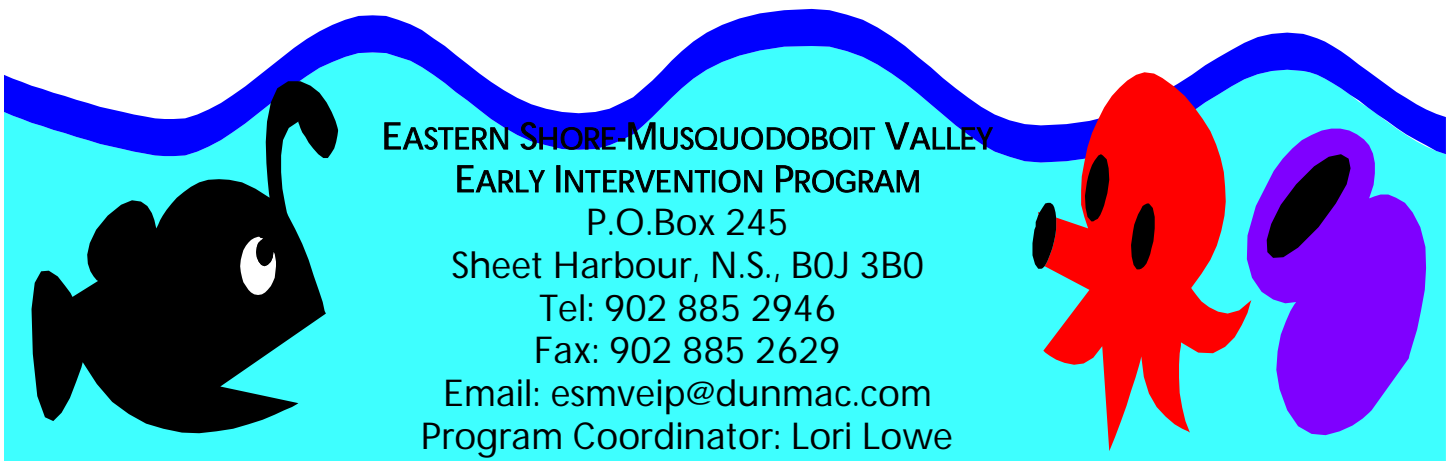 EASTERN SHORE-MUSQUODOBOIT VALLEY
EARLY INTERVENTION PROGRAM
P.O.Box 245
Sheet Harbour, N.S., B0J 3B0
Tel: 902 885 2946
Fax: 902 885 2629
Email: esmveip@dunmac.com
Program Coordinator: Lori Lowe